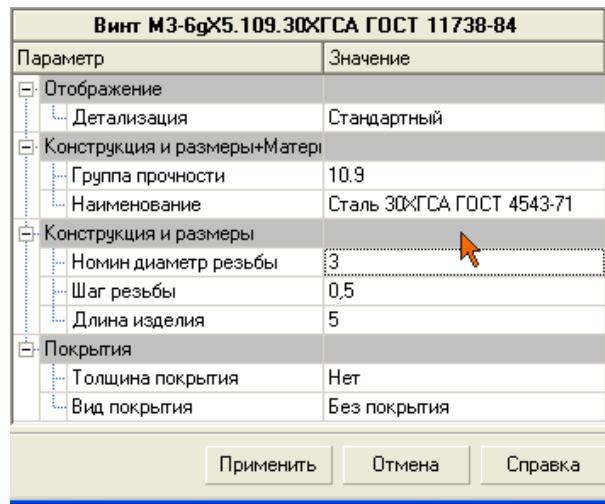 Винт М3-6gX5.109.30ХГСА ГОСТ 11738-84
Параметр Значение
Отображение
Детализация Стандартный
Конструкция и размеры+Матери
Группа прочности 10.9
Наименование Сталь 30ХГСА ГОСТ 4543-71
Конструкция и размеры
Номин диаметр резьбы 3
Шаг резьбы 0,5
Длина изделия 5
Покрытия
Толщина покрытия Нет
Вид покрытия Без покрытия
Применить Отмена Справка